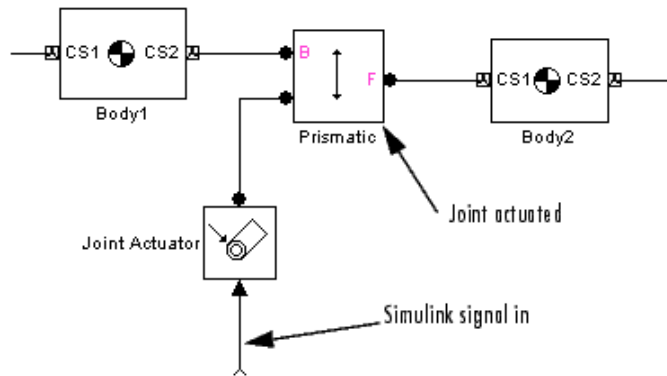 CS1 CS2
Body1
B
F
Prismatic
CS1 CS2
Body2
Joint actuated
Joint Actuator
Simulink signal in